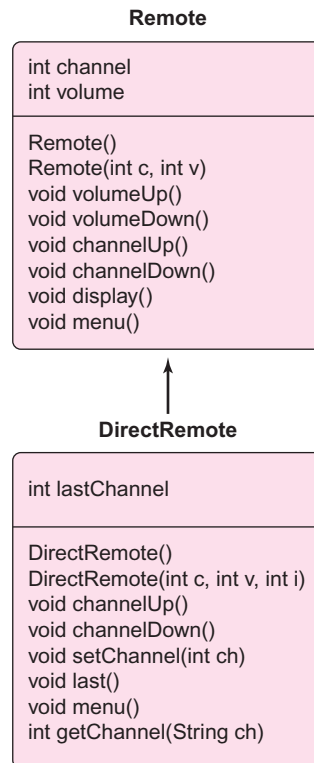 Remote
int channel
int volume
Remote()
Remote(int c, int v)
void volumeUp()
void volumeDown()
void channelUp()
void channelDown()
void display()
void menu()
DirectRemote
int lastChannel
DirectRemote()
DirectRemote(int c, int v, int i)
void channelUp()
void channelDown()
void setChannel(int ch)
void last()
void menu()
int getChannel(String ch)